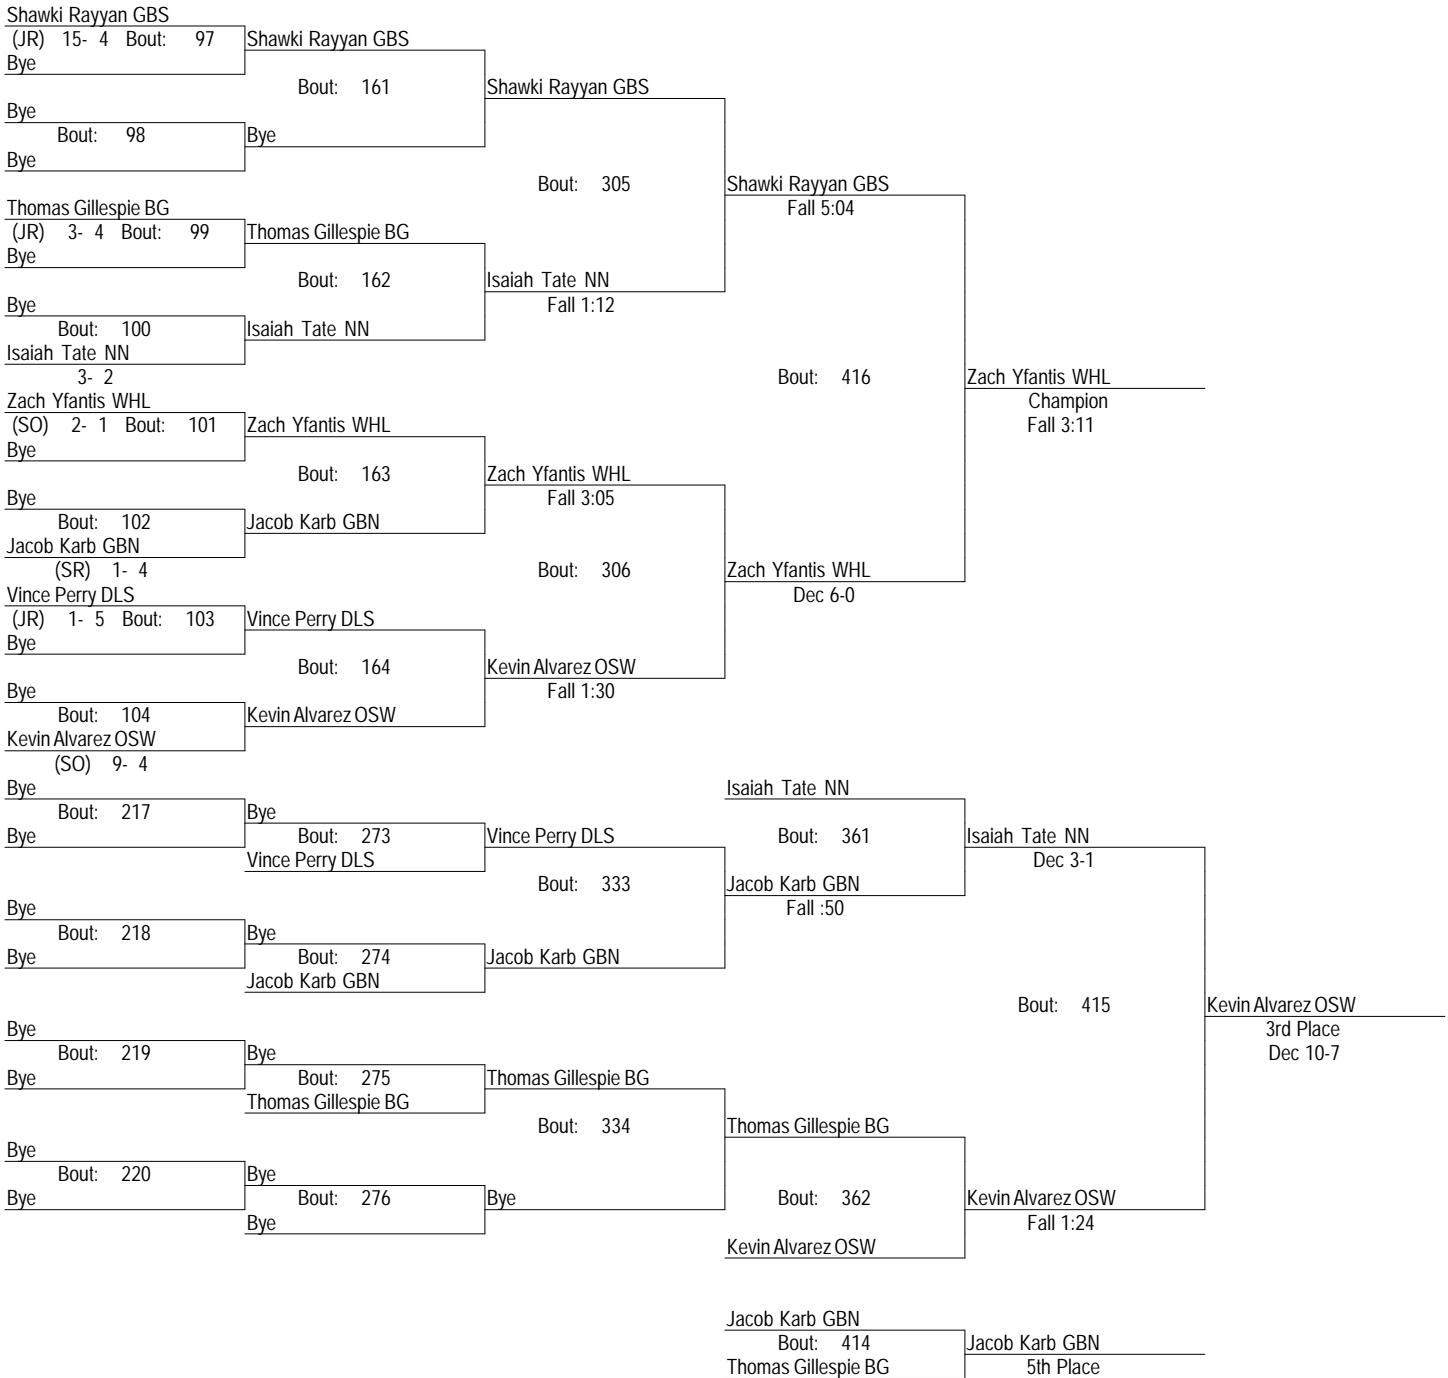 Shawki Rayyan GBS
(JR) 15- 4 Bout: 97 Shawki Rayyan GBS
Bye
Bout: 161 Shawki Rayyan GBS
Bye
Bout: 98 Bye
Bye
Bout: 305 Shawki Rayyan GBS
Fall 5:04
Thomas Gillespie BG
(JR) 3- 4 Bout: 99 Thomas Gillespie BG
Bye
Bout: 162 Isaiah Tate NN
Fall 1:12
Bye
Bout: 100 Isaiah Tate NN
Isaiah Tate NN
3- 2
Bout: 416 Zach Yfantis WHL
Champion
Fall 3:11
Zach Yfantis WHL
(SO) 2- 1 Bout: 101 Zach Yfantis WHL
Bye
Bout: 163 Zach Yfantis WHL
Fall 3:05
Bye
Bout: 102 Jacob Karb GBN
Jacob Karb GBN
(SR) 1- 4
Bout: 306 Zach Yfantis WHL
Dec 6-0
Vince Perry DLS
(JR) 1- 5 Bout: 103 Vince Perry DLS
Bye
Bout: 164 Kevin Alvarez OSW
Fall 1:30
Bye
Bout: 104 Kevin Alvarez OSW
Kevin Alvarez OSW
(SO) 9- 4
Bye Isaiah Tate NN
Bout: 217 Bye
Bye Bout: 273 Vince Perry DLS Bout: 361 Isaiah Tate NN
Vince Perry DLS Dec 3-1
Bout: 333 Jacob Karb GBN
Bye Fall :50
Bout: 218 Bye
Bye Bout: 274 Jacob Karb GBN
Jacob Karb GBN
Bout: 415 Kevin Alvarez OSW
Bye 3rd Place
Bout: 219 Bye Dec 10-7
Bye Bout: 275 Thomas Gillespie BG
Thomas Gillespie BG
Bout: 334 Thomas Gillespie BG
Bye
Bout: 220 Bye
Bye Bout: 276 Bye Bout: 362 Kevin Alvarez OSW
Bye Fall 1:24
Kevin Alvarez OSW
Jacob Karb GBN
Bout: 414 Jacob Karb GBN
Thomas Gillespie BG 5th Place